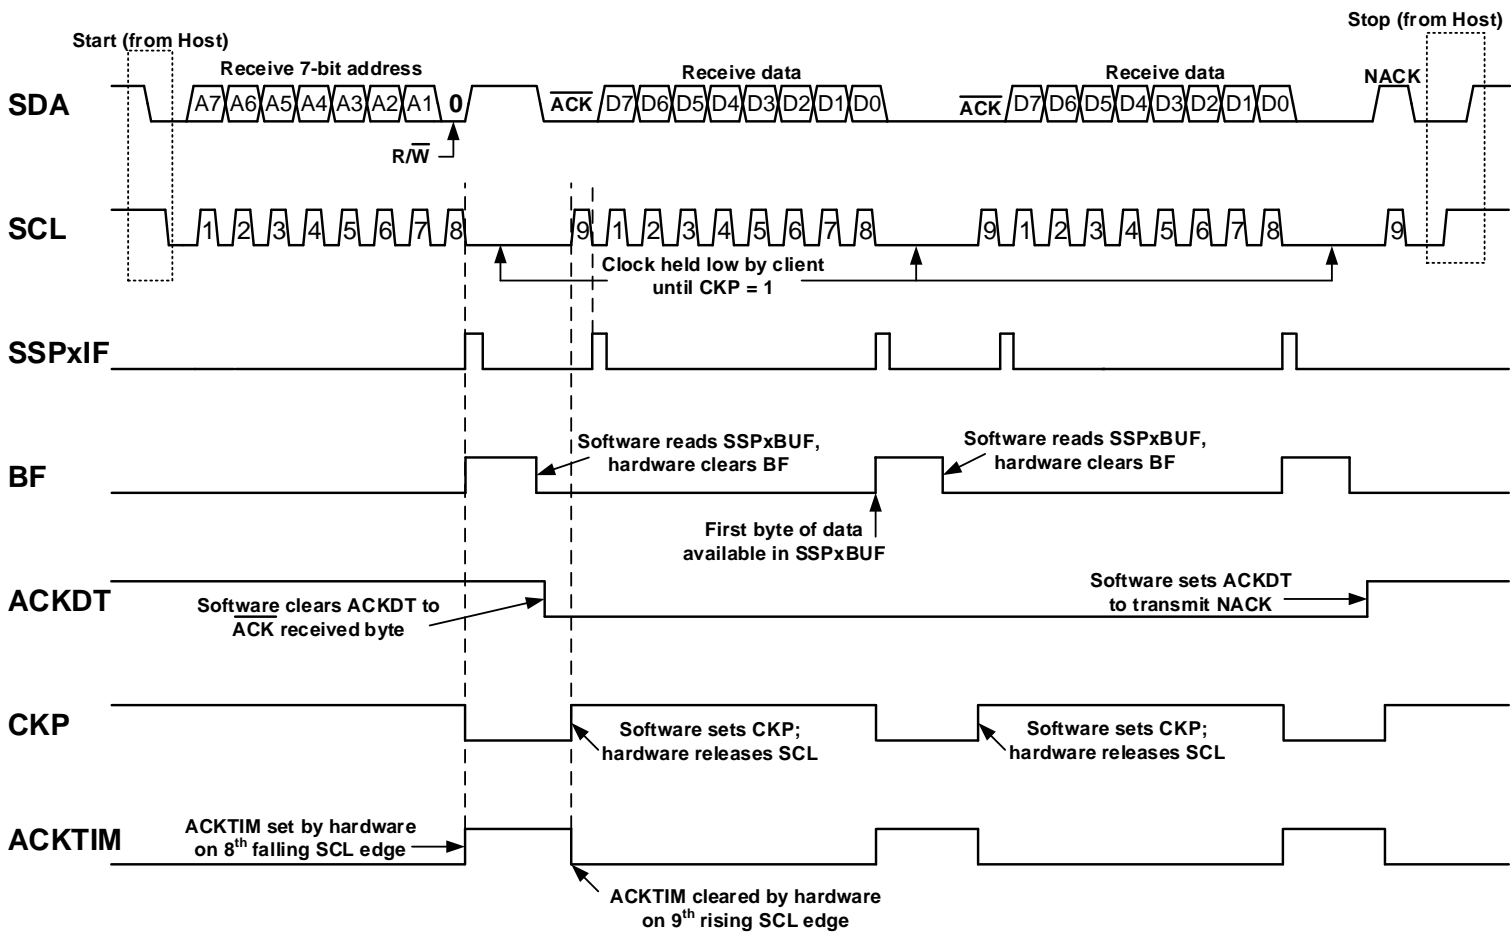 Start (from Host)
Stop (from Host)
Receive 7-bit address
Receive data
Receive data
NACK
SDA
A7 A6 A5 A4 A3 A2 A1 0
ACK
D7 D6 D5 D4 D3 D2 D1 D0
ACK
D7 D6 D5 D4 D3 D2 D1 D0
R/W
SCL
1 2 3 4 5 6 7 8 9 1 2 3 4 5 6 7 8 9 1 2 3 4 5 6 7 8 9
Clock held low by client
until CKP = 1
SSPxIF
BF
Software reads SSPxBUF,
hardware clears BF
Software reads SSPxBUF,
hardware clears BF
First byte of data
available in SSPxBUF
ACKDT
Software clears ACKDT to
ACK received byte
Software sets ACKDT
to transmit NACK
CKP
Software sets CKP;
hardware releases SCL
Software sets CKP;
hardware releases SCL
ACKTIM
ACKTIM set by hardware
on 8th falling SCL edge
ACKTIM cleared by hardware
on 9th rising SCL edge